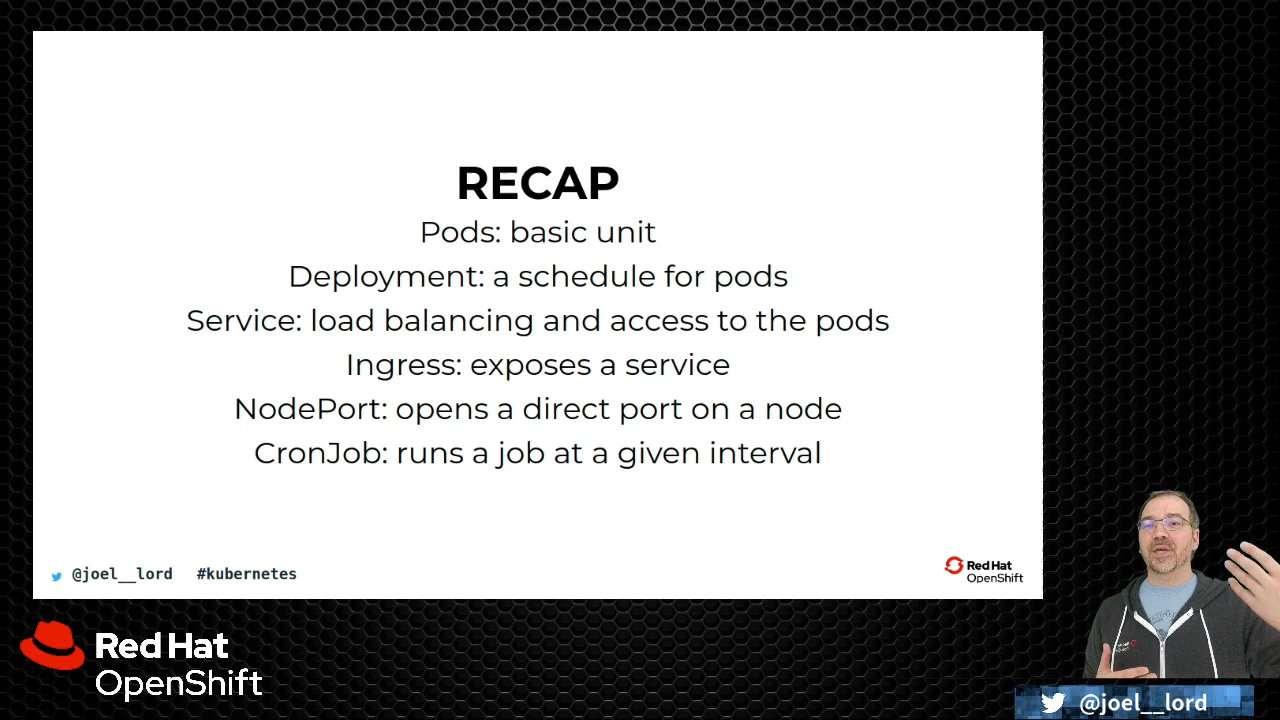 RECAP
Pods: basic unit
Deployment: a schedule for pods
Service: load balancing and access to the pods
Ingress: exposes a service
NodePort: opens a direct port on a node
CronJob: runs a job at a given interval
@joel__lord #kubernetes
Red Hat
OpenShift
Red Hat
OpenShift
@joel__lord